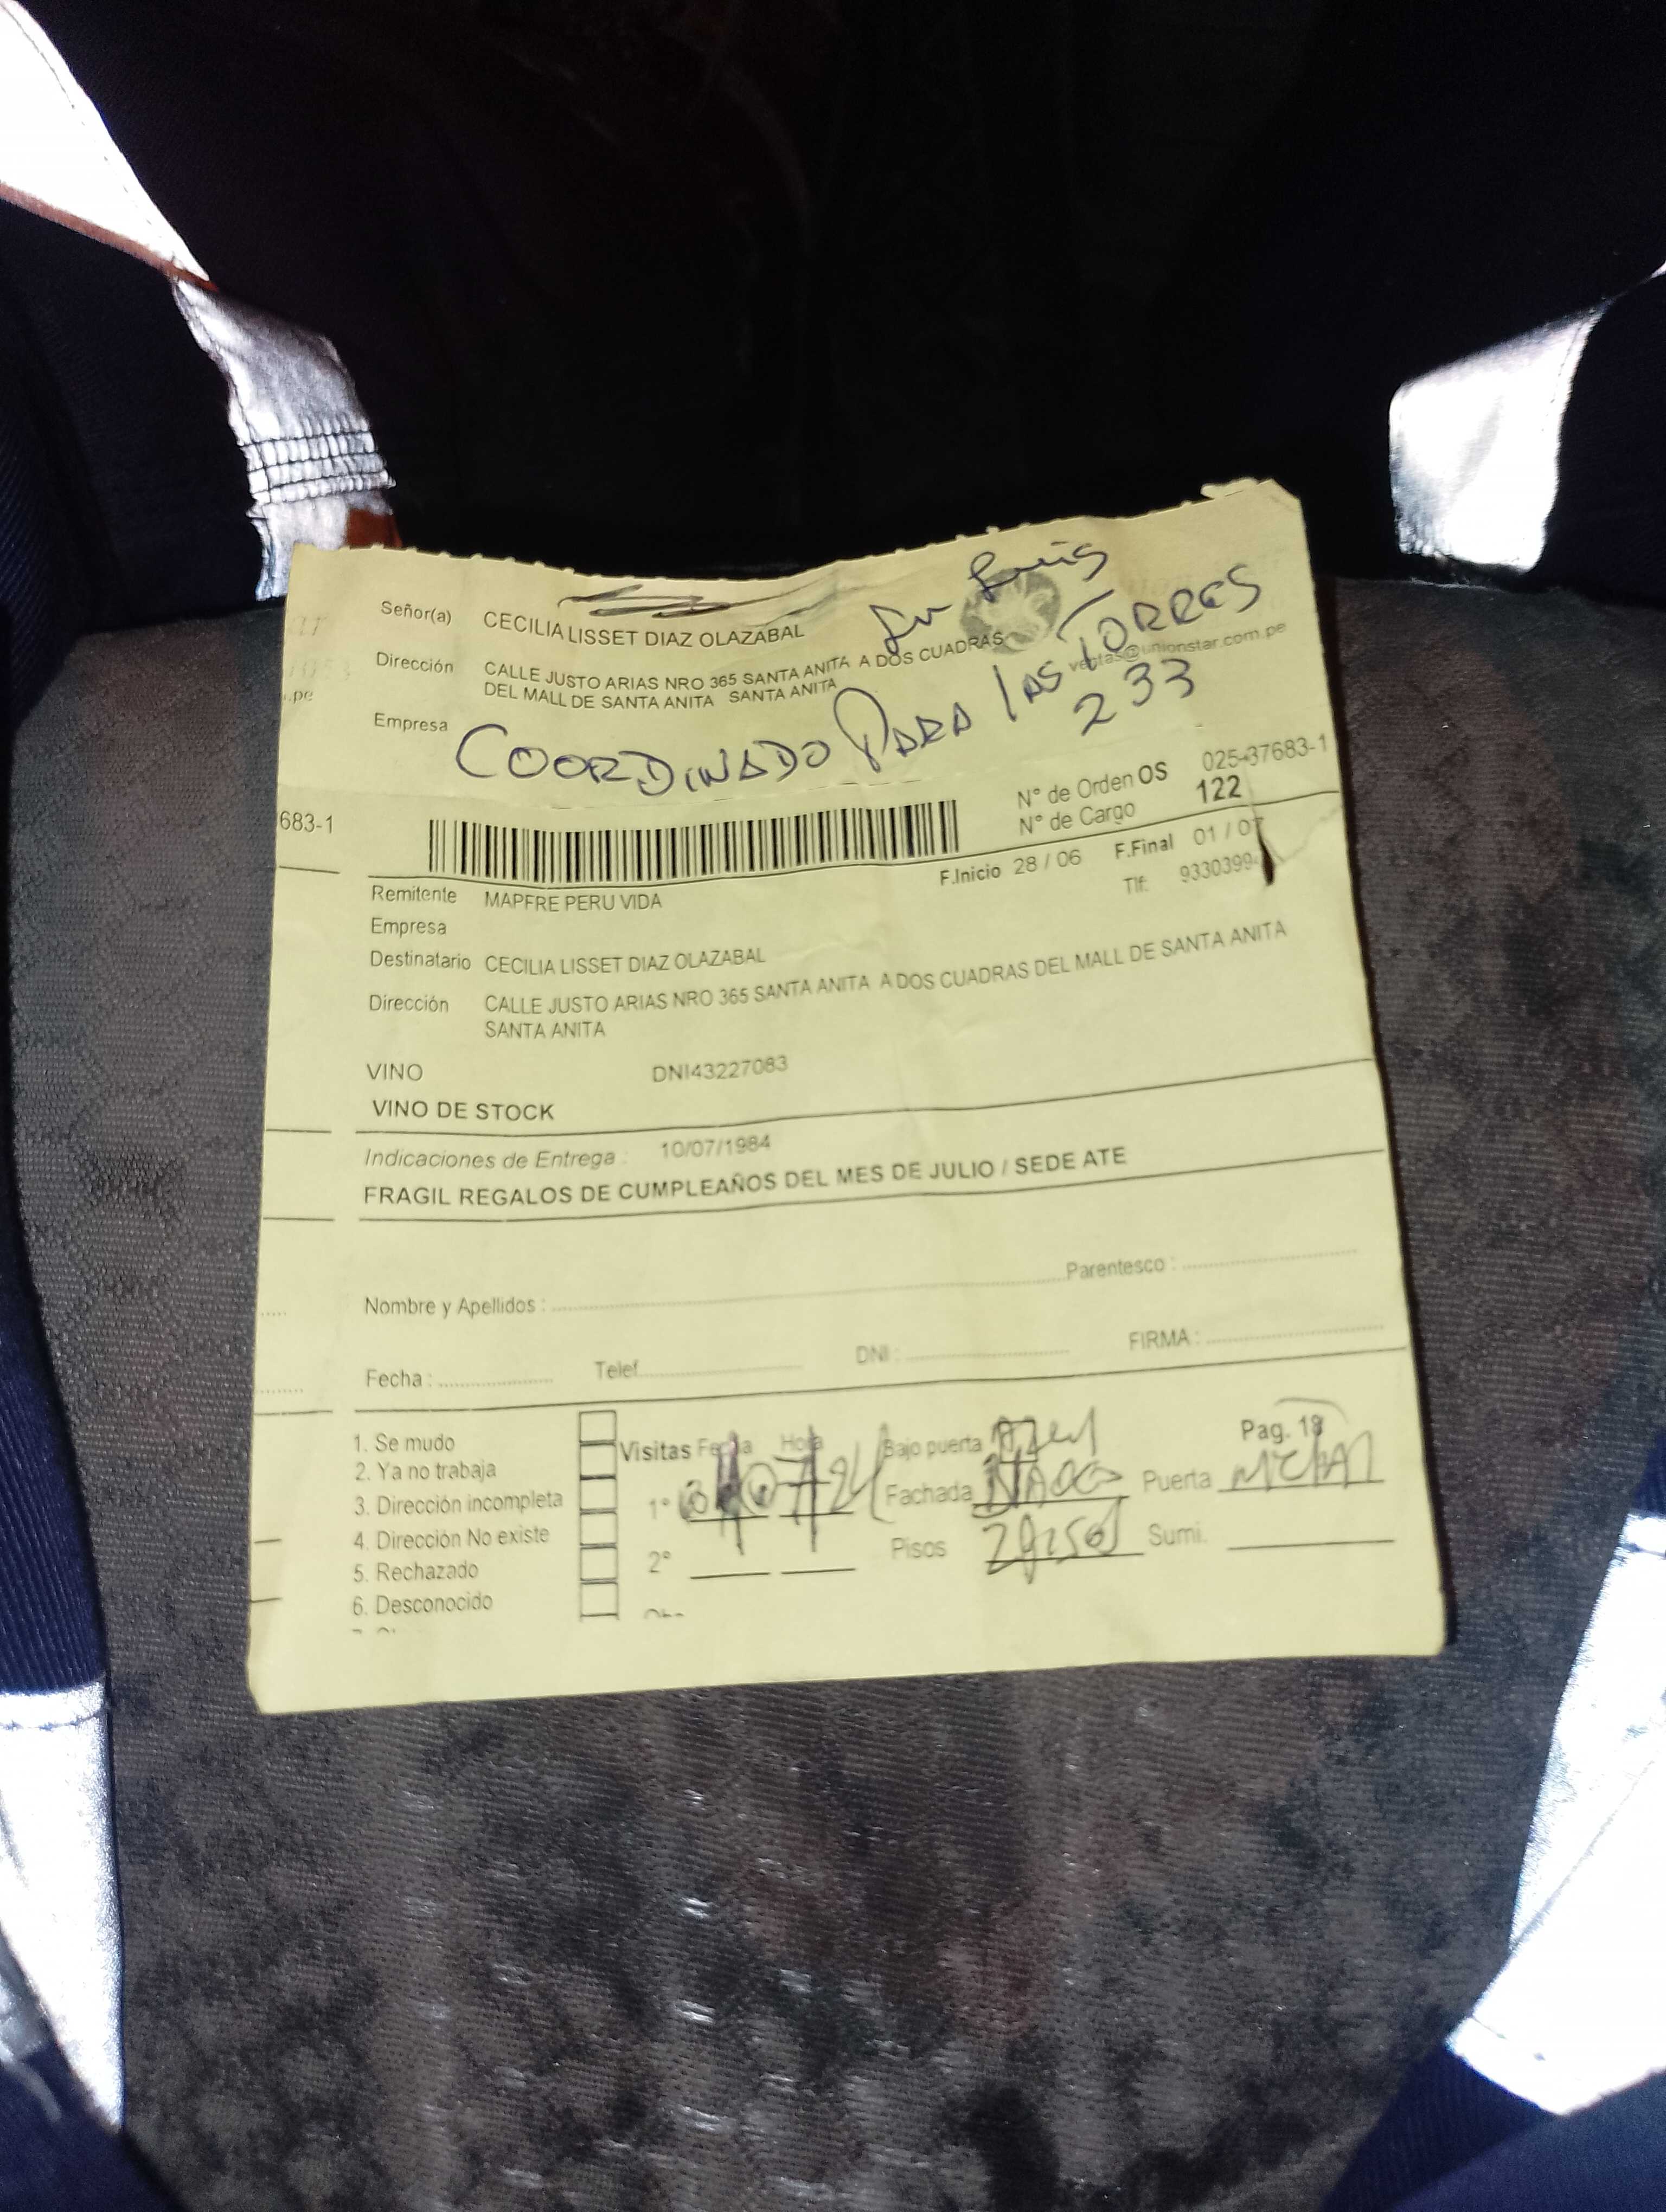 Señor(a) CECILIA LISSET DIAZ OLAZABAL
Luis
Dirección CALLE JUSTO ARIAS NRO 365 SANTA ANITA A DOS CUADRAS
DEL MALL DE SANTA ANITA SANTA ANITA
ventas@unionstar.com.pe
.pe
Empresa
COORDINADO PARA las TORRES
233
683-1
N° de Orden OS 025-37683-1
N° de Cargo 122
F.Inicio 28 / 06 F.Final 01 / 07
Remitente MAPFRE PERU VIDA
Tlf: 9330399
Empresa
Destinatario CECILIA LISSET DIAZ OLAZABAL
Dirección CALLE JUSTO ARIAS NRO 365 SANTA ANITA A DOS CUADRAS DEL MALL DE SANTA ANITA
SANTA ANITA
VINO DNI43227083
VINO DE STOCK
Indicaciones de Entrega : 10/07/1984
FRAGIL REGALOS DE CUMPLEAÑOS DEL MES DE JULIO / SEDE ATE
Nombre y Apellidos : Parentesco :
Fecha : Telef. DNI : FIRMA :
1. Se mudo
2. Ya no trabaja
3. Dirección incompleta
4. Dirección No existe
5. Rechazado
6. Desconocido
Visitas Fecha Hora Bajo puerta Pag. 18
1° Fachada Puerta
2° Pisos 2 pisos Sumi.